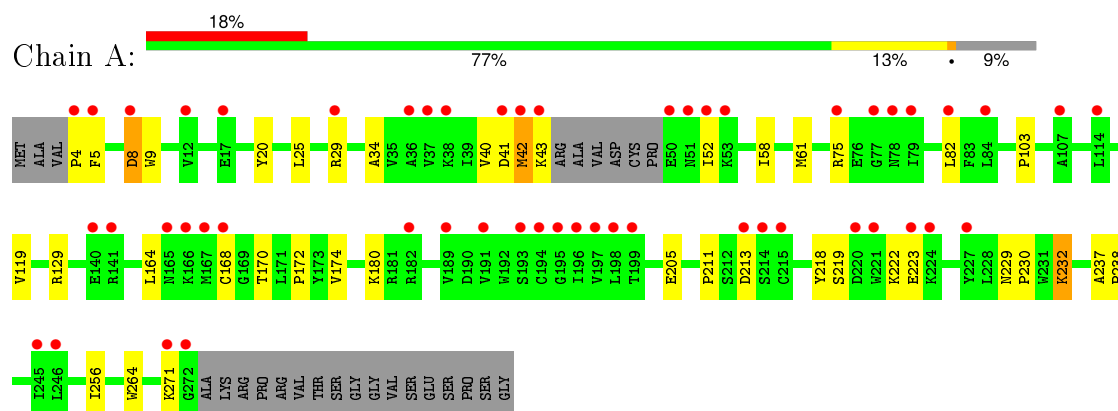 18%
Chain A:
77% 13% • 9%
MET ALA VAL P4 F5 D8 W9 V12 E17 Y20 L25 R29 A34 V35 A36 V37 K38 I39 V40 D41 M42 K43 ARG ALA VAL ASP CYS PRO E50 N51 I52 K53 I58 M61 R75 E76 G77 N78 I79 L82 F83 L84 P103 A107 L114
V119 R129 E140 R141 L164 N165 K166 M167 C168 G169 T170 L171 P172 Y173 V174 K180 R181 R182 V189 D190 V191 W192 S193 C194 G195 I196 V197 L198 T199 E205 P211 S212 D213 S214 C215 Y218 S219 D220 W221 K222 E223 K224 Y227 L228 N229 P230 W231 K232 A237 P238
I245 L246 I256 W264 K271 G272 ALA LYS ARG PRO ARG VAL THR SER GLY GLY VAL SER GLU SER PRO SER GLY